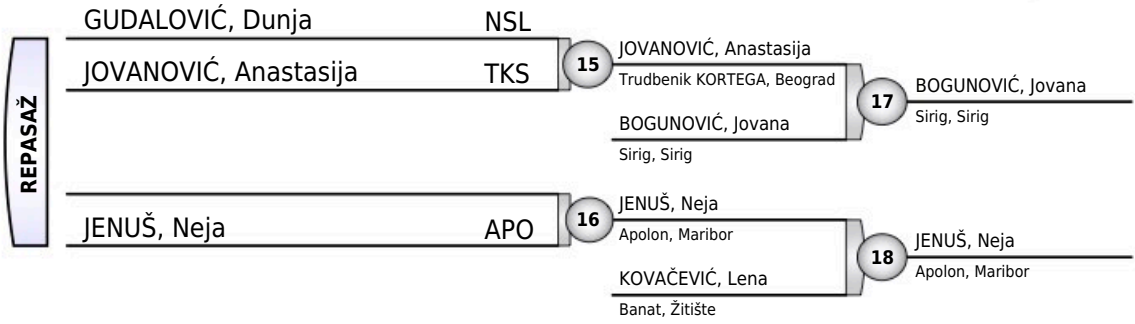 REPASAŽ
GUDALOVIĆ, Dunja NSL
JOVANOVIĆ, Anastasija TKS
15
JOVANOVIĆ, Anastasija
Trudbenik KORTEGA, Beograd
BOGUNOVIĆ, Jovana
Sirig, Sirig
17
BOGUNOVIĆ, Jovana
Sirig, Sirig
JENUŠ, Neja APO
16
JENUŠ, Neja
Apolon, Maribor
KOVAČEVIĆ, Lena
Banat, Žitište
18
JENUŠ, Neja
Apolon, Maribor